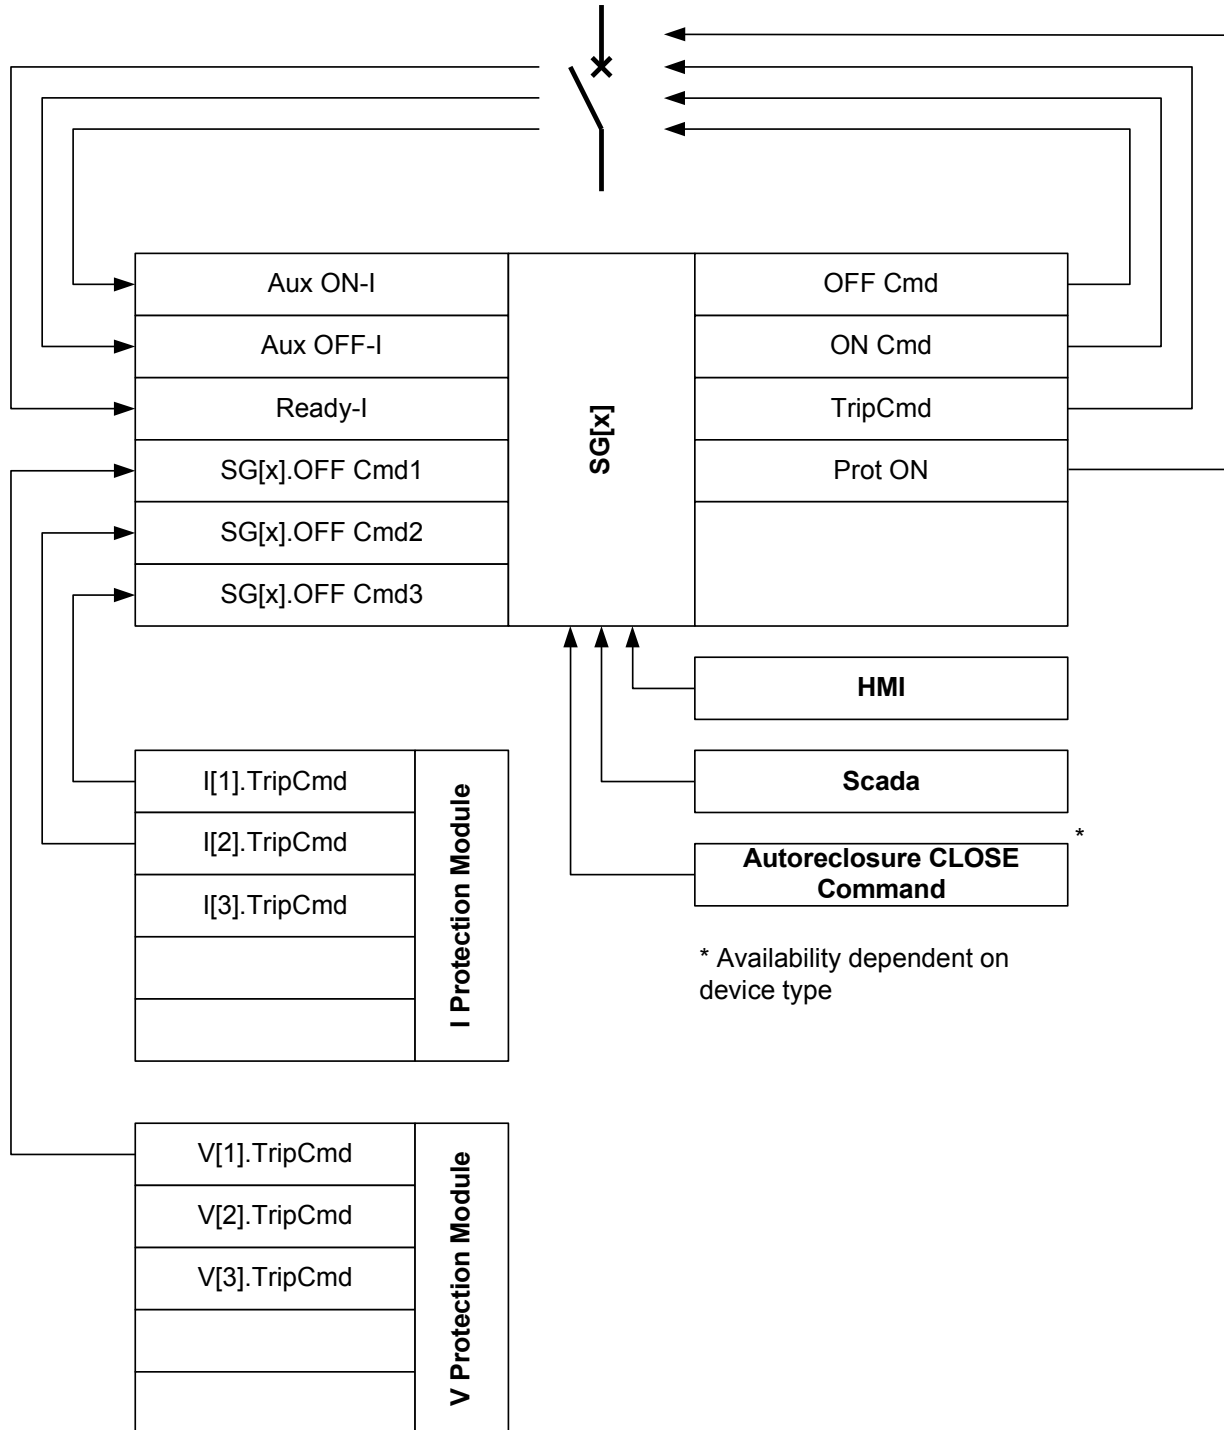 Aux ON-I
Aux OFF-I
Ready-I
SG[x].OFF Cmd1
SG[x].OFF Cmd2
SG[x].OFF Cmd3
SG[x]
OFF Cmd
ON Cmd
TripCmd
Prot ON
HMI
Scada
*
Autoreclosure CLOSE
Command
* Availability dependent on
device type
I[1].TripCmd
I[2].TripCmd
I[3].TripCmd
I Protection Module
V[1].TripCmd
V[2].TripCmd
V[3].TripCmd
V Protection Module